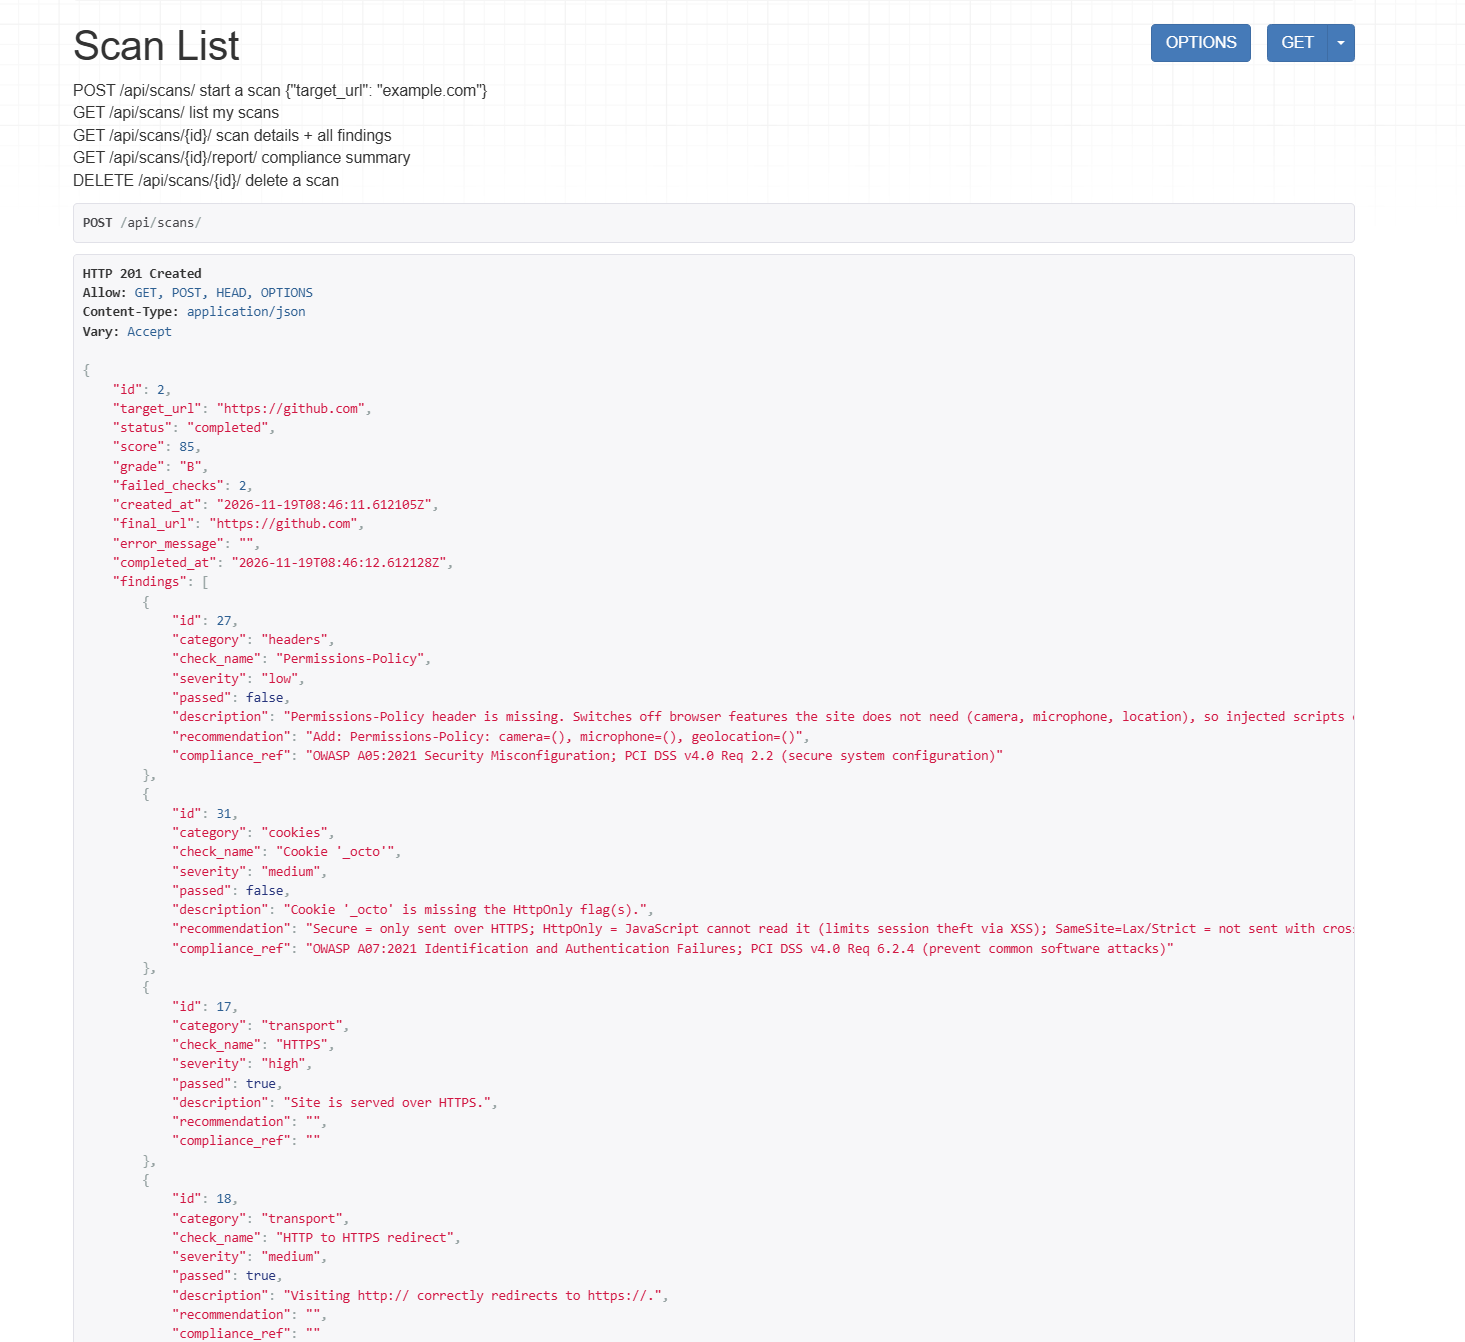 Scan List
OPTIONS
GET
POST /api/scans/ start a scan {"target_url": "example.com"}
GET /api/scans/ list my scans
GET /api/scans/{id}/ scan details + all findings
GET /api/scans/{id}/report/ compliance summary
DELETE /api/scans/{id}/ delete a scan
POST /api/scans/
HTTP 201 Created
Allow: GET, POST, HEAD, OPTIONS
Content-Type: application/json
Vary: Accept
{
    "id": 2,
    "target_url": "https://github.com",
    "status": "completed",
    "score": 85,
    "grade": "B",
    "failed_checks": 2,
    "created_at": "2026-11-19T08:46:11.612105Z",
    "final_url": "https://github.com",
    "error_message": "",
    "completed_at": "2026-11-19T08:46:12.612128Z",
    "findings": [
        {
            "id": 27,
            "category": "headers",
            "check_name": "Permissions-Policy",
            "severity": "low",
            "passed": false,
            "description": "Permissions-Policy header is missing. Switches off browser features the site does not need (camera, microphone, location), so injected scripts
            "recommendation": "Add: Permissions-Policy: camera=(), microphone=(), geolocation=()",
            "compliance_ref": "OWASP A05:2021 Security Misconfiguration; PCI DSS v4.0 Req 2.2 (secure system configuration)"
        },
        {
            "id": 31,
            "category": "cookies",
            "check_name": "Cookie '_octo'",
            "severity": "medium",
            "passed": false,
            "description": "Cookie '_octo' is missing the HttpOnly flag(s).",
            "recommendation": "Secure = only sent over HTTPS; HttpOnly = JavaScript cannot read it (limits session theft via XSS); SameSite=Lax/Strict = not sent with cros
            "compliance_ref": "OWASP A07:2021 Identification and Authentication Failures; PCI DSS v4.0 Req 6.2.4 (prevent common software attacks)"
        },
        {
            "id": 17,
            "category": "transport",
            "check_name": "HTTPS",
            "severity": "high",
            "passed": true,
            "description": "Site is served over HTTPS.",
            "recommendation": "",
            "compliance_ref": ""
        },
        {
            "id": 18,
            "category": "transport",
            "check_name": "HTTP to HTTPS redirect",
            "severity": "medium",
            "passed": true,
            "description": "Visiting http:// correctly redirects to https://.",
            "recommendation": "",
            "compliance_ref": ""